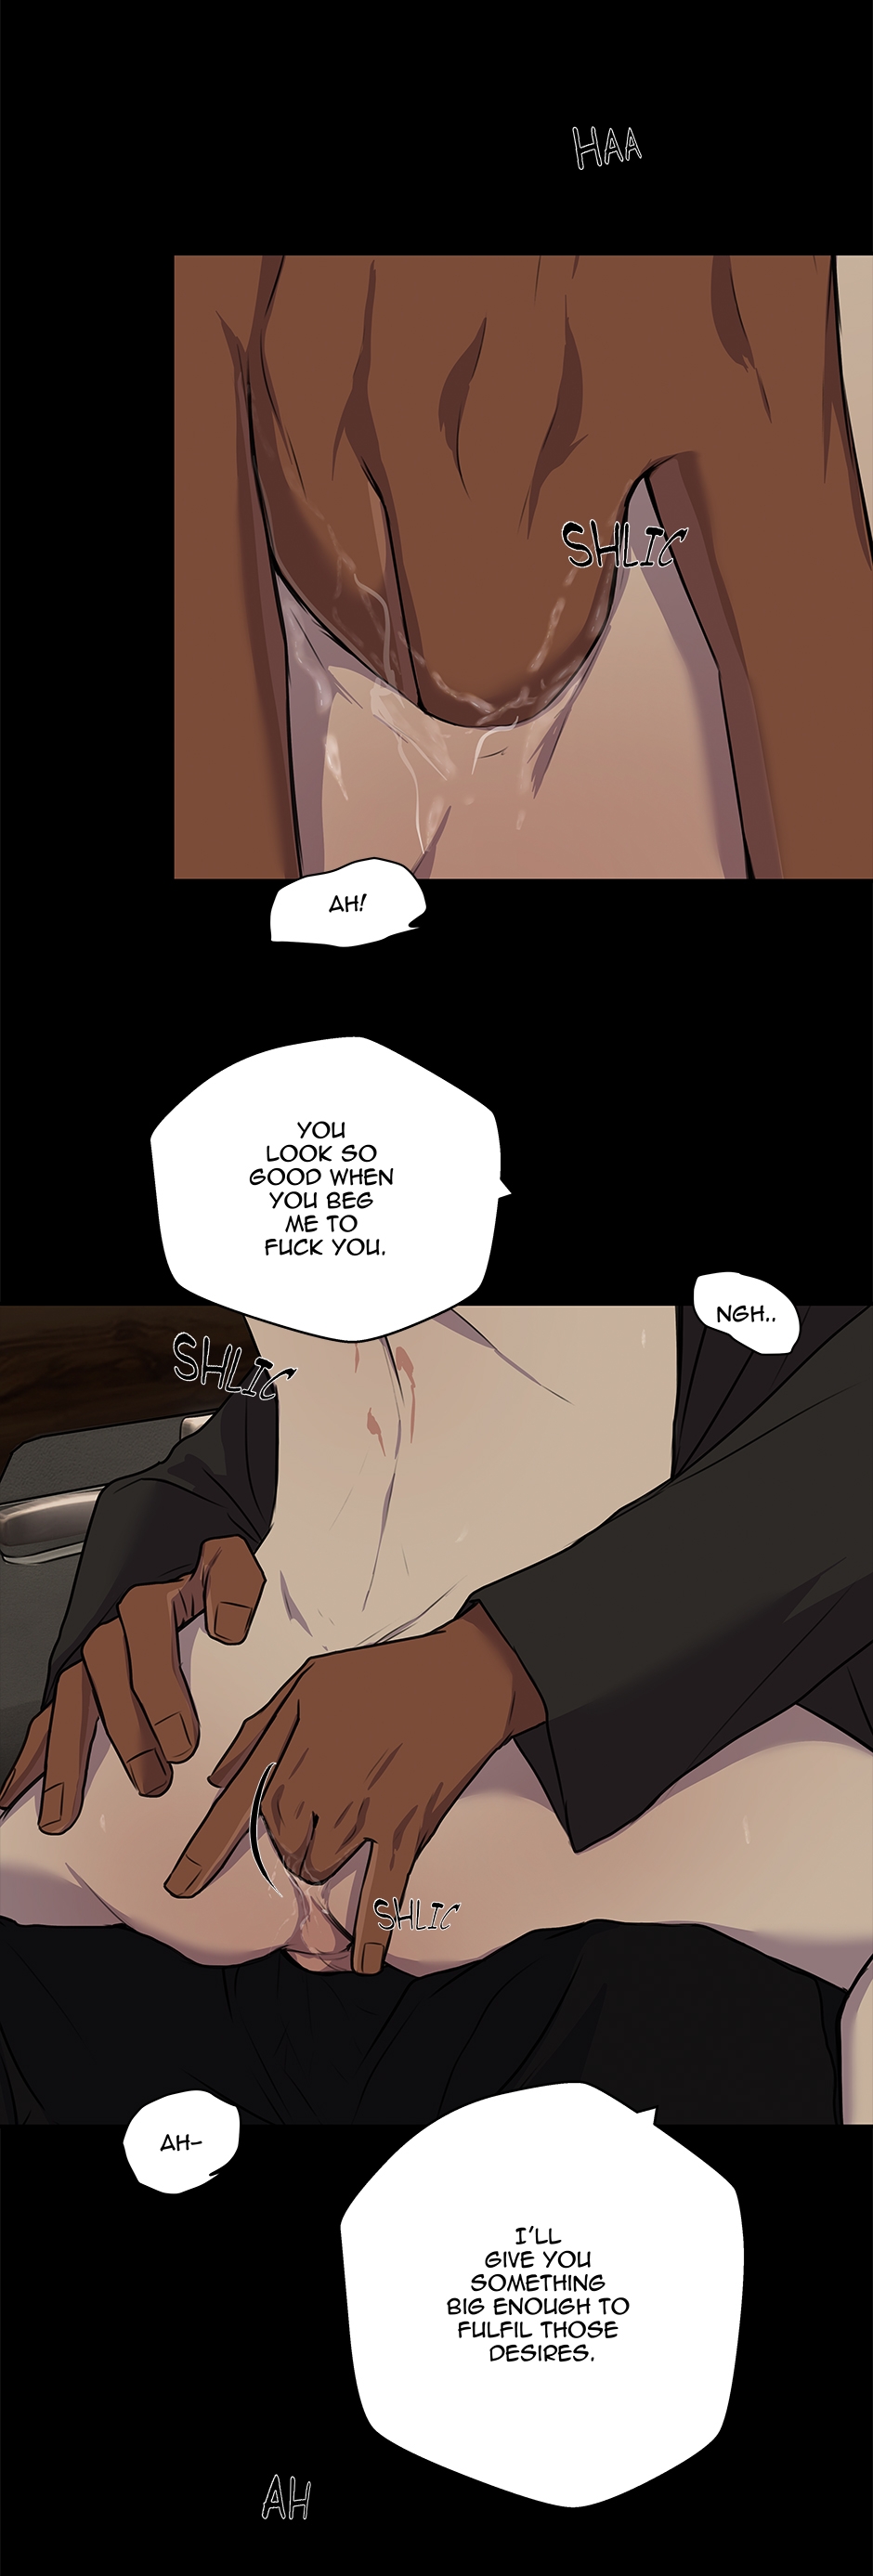 HAA
SHLIC
AH!
YOU
LOOK SO
GOOD WHEN
YOU BEG
ME TO
FUCK YOU.
NGH..
SHLIC
SHLIC
AH-
I'LL
GIVE YOU
SOMETHING
BIG ENOUGH TO
FULFIL THOSE
DESIRES.
AH